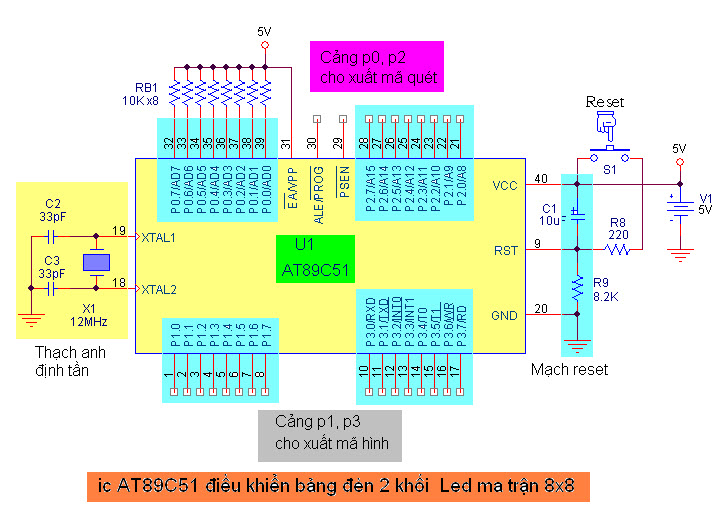 5V
Cảng p0, p2
cho xuất mã quét
RB1
10K x8
Reset
32
33
34
35
36
37
38
39
31
30
29
28
27
26
25
24
23
22
21
S1
5V
P0.7/AD7
P0.6/AD6
P0.5/AD5
P0.4/AD4
P0.3/AD3
P0.2/AD2
P0.1/AD1
P0.0/AD0
EA/VPP
ALE/PROG
PSEN
P2.7/A15
P2.6/A14
P2.5/A13
P2.4/A12
P2.3/A11
P2.2/A10
P2.1/A9
P2.0/A8
VCC
40
C2
33pF
19
XTAL1
C1
10u
V1
5V
R8
220
U1
AT89C51
RST
9
C3
33pF
18
XTAL2
R9
8.2K
X1
12MHz
GND
20
Thạch anh
định tần
P1.0
P1.1
P1.2
P1.3
P1.4
P1.5
P1.6
P1.7
P3.0/RXD
P3.1/TXD
P3.2/INT0
P3.3/INT1
P3.4/T0
P3.5/T1
P3.6/WR
P3.7/RD
Mạch reset
1
2
3
4
5
6
7
8
10
11
12
13
14
15
16
17
Cảng p1, p3
cho xuất mã hình
ic AT89C51 điều khiển bảng đèn 2 khối Led ma trận 8x8